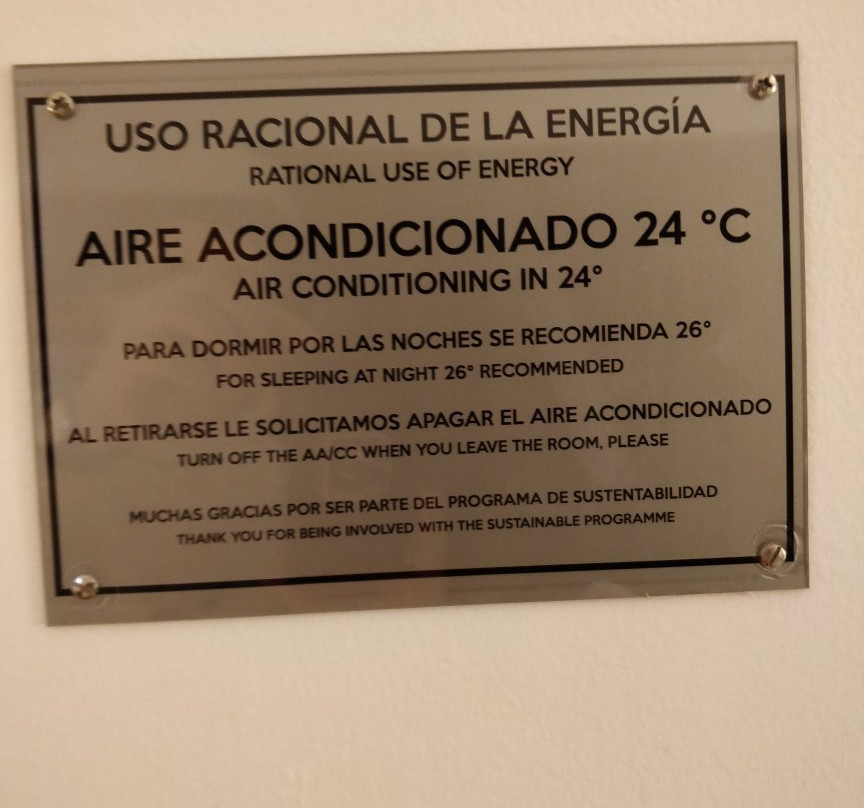 USO RACIONAL DE LA ENERGÍA
RATIONAL USE OF ENERGY
AIRE ACONDICIONADO 24 °C
AIR CONDITIONING IN 24°
PARA DORMIR POR LAS NOCHES SE RECOMIENDA 26°
FOR SLEEPING AT NIGHT 26° RECOMMENDED
AL RETIRARSE LE SOLICITAMOS APAGAR EL AIRE ACONDICIONADO
TURN OFF THE AA/CC WHEN YOU LEAVE THE ROOM, PLEASE
MUCHAS GRACIAS POR SER PARTE DEL PROGRAMA DE SUSTENTABILIDAD
THANK YOU FOR BEING INVOLVED WITH THE SUSTAINABLE PROGRAMME